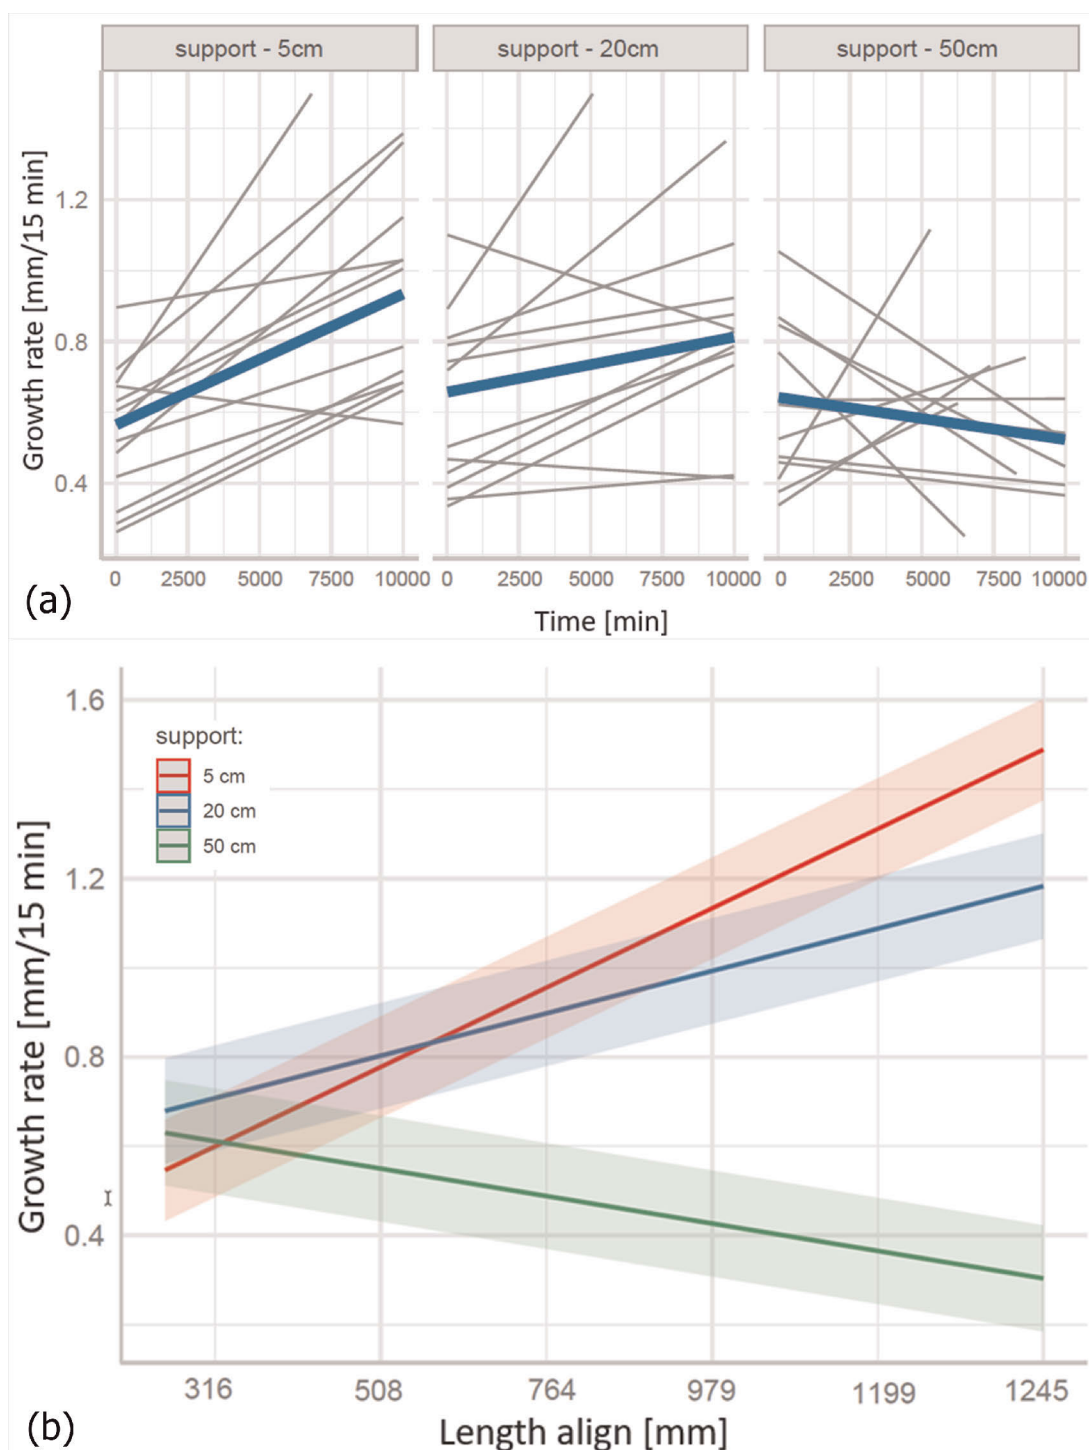 support - 5cm
support - 20cm
support - 50cm
Growth rate [mm/15 min]
1.2
0.8
0.4
0 2500 5000 7500 10000
0 2500 5000 7500 10000
0 2500 5000 7500 10000
(a)
Time [min]
Growth rate [mm/15 min]
1.6
1.2
0.8
0.4
support:
5 cm
20 cm
50 cm
316 508 764 979 1199 1245
(b)
Length align [mm]